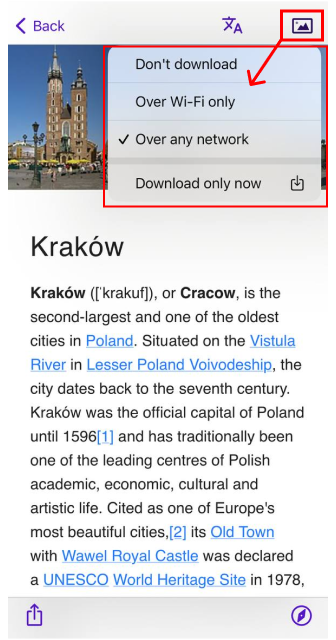 Back
Don't download
Over Wi-Fi only
✓ Over any network
Download only now
Kraków
Kraków ([ˈkrakuf]), or Cracow, is the
second-largest and one of the oldest
cities in Poland. Situated on the Vistula
River in Lesser Poland Voivodeship, the
city dates back to the seventh century.
Kraków was the official capital of Poland
until 1596[1] and has traditionally been
one of the leading centres of Polish
academic, economic, cultural and
artistic life. Cited as one of Europe's
most beautiful cities,[2] its Old Town
with Wawel Royal Castle was declared
a UNESCO World Heritage Site in 1978,